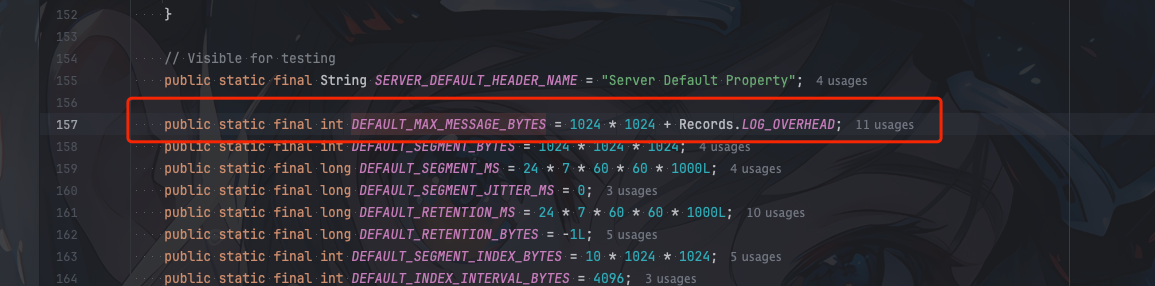 152 }
153
154 // Visible for testing
155 public static final String SERVER_DEFAULT_HEADER_NAME = "Server Default Property"; 4 usages
156
157 public static final int DEFAULT_MAX_MESSAGE_BYTES = 1024 * 1024 + Records.LOG_OVERHEAD; 11 usages
158 public static final int DEFAULT_SEGMENT_BYTES = 1024 * 1024 * 1024; 4 usages
159 public static final long DEFAULT_SEGMENT_MS = 24 * 7 * 60 * 60 * 1000L; 4 usages
160 public static final long DEFAULT_SEGMENT_JITTER_MS = 0; 3 usages
161 public static final long DEFAULT_RETENTION_MS = 24 * 7 * 60 * 60 * 1000L; 10 usages
162 public static final long DEFAULT_RETENTION_BYTES = -1L; 5 usages
163 public static final int DEFAULT_SEGMENT_INDEX_BYTES = 10 * 1024 * 1024; 5 usages
164 public static final int DEFAULT_INDEX_INTERVAL_BYTES = 4096; 3 usages